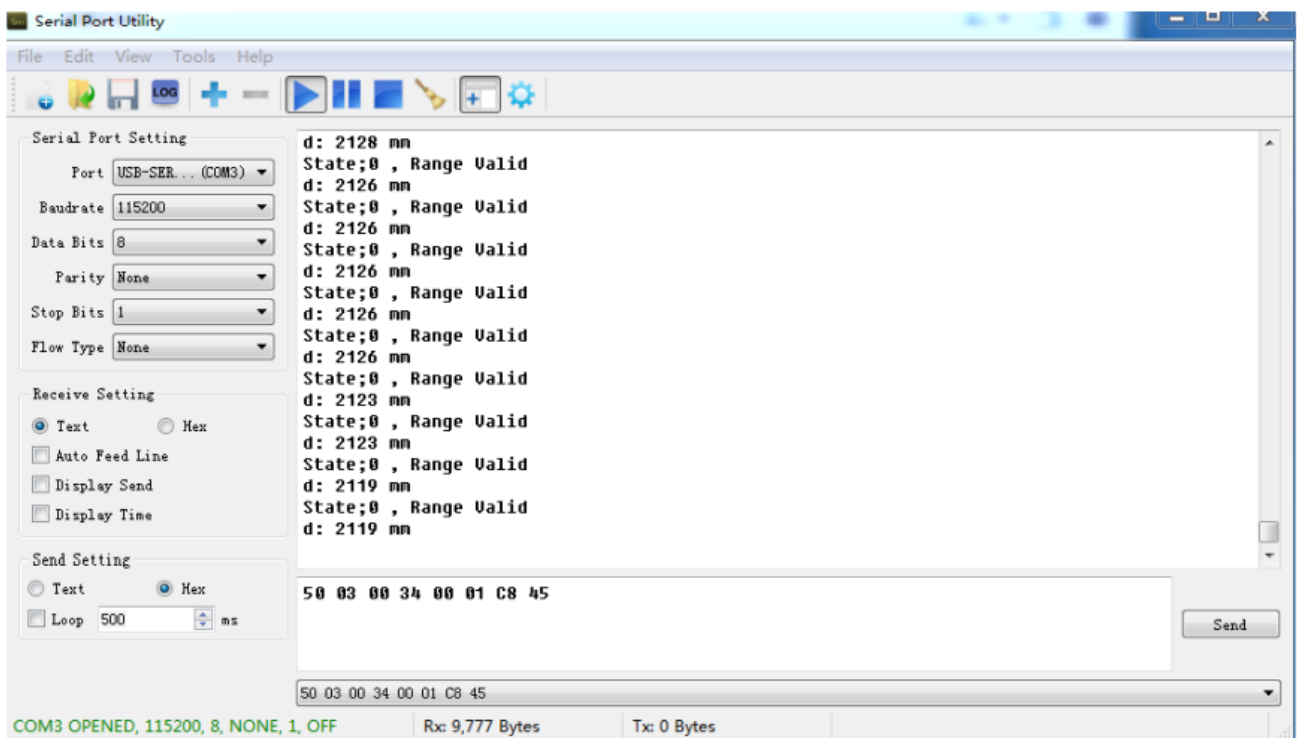 Serial Port Utility
File Edit View Tools Help
LOG
Serial Port Setting
Port USB-SER...(COM3)
Baudrate 115200
Data Bits 8
Parity None
Stop Bits 1
Flow Type None
Receive Setting
Text Hex
Auto Feed Line
Display Send
Display Time
Send Setting
Text Hex
Loop 500 ms
d: 2128 mm
State;0 , Range Valid
d: 2126 mm
State;0 , Range Valid
d: 2126 mm
State;0 , Range Valid
d: 2126 mm
State;0 , Range Valid
d: 2126 mm
State;0 , Range Valid
d: 2126 mm
State;0 , Range Valid
d: 2123 mm
State;0 , Range Valid
d: 2123 mm
State;0 , Range Valid
d: 2119 mm
State;0 , Range Valid
d: 2119 mm
50 03 00 34 00 01 C8 45
Send
50 03 00 34 00 01 C8 45
COM3 OPENED, 115200, 8, NONE, 1, OFF Rx: 9,777 Bytes Tx: 0 Bytes